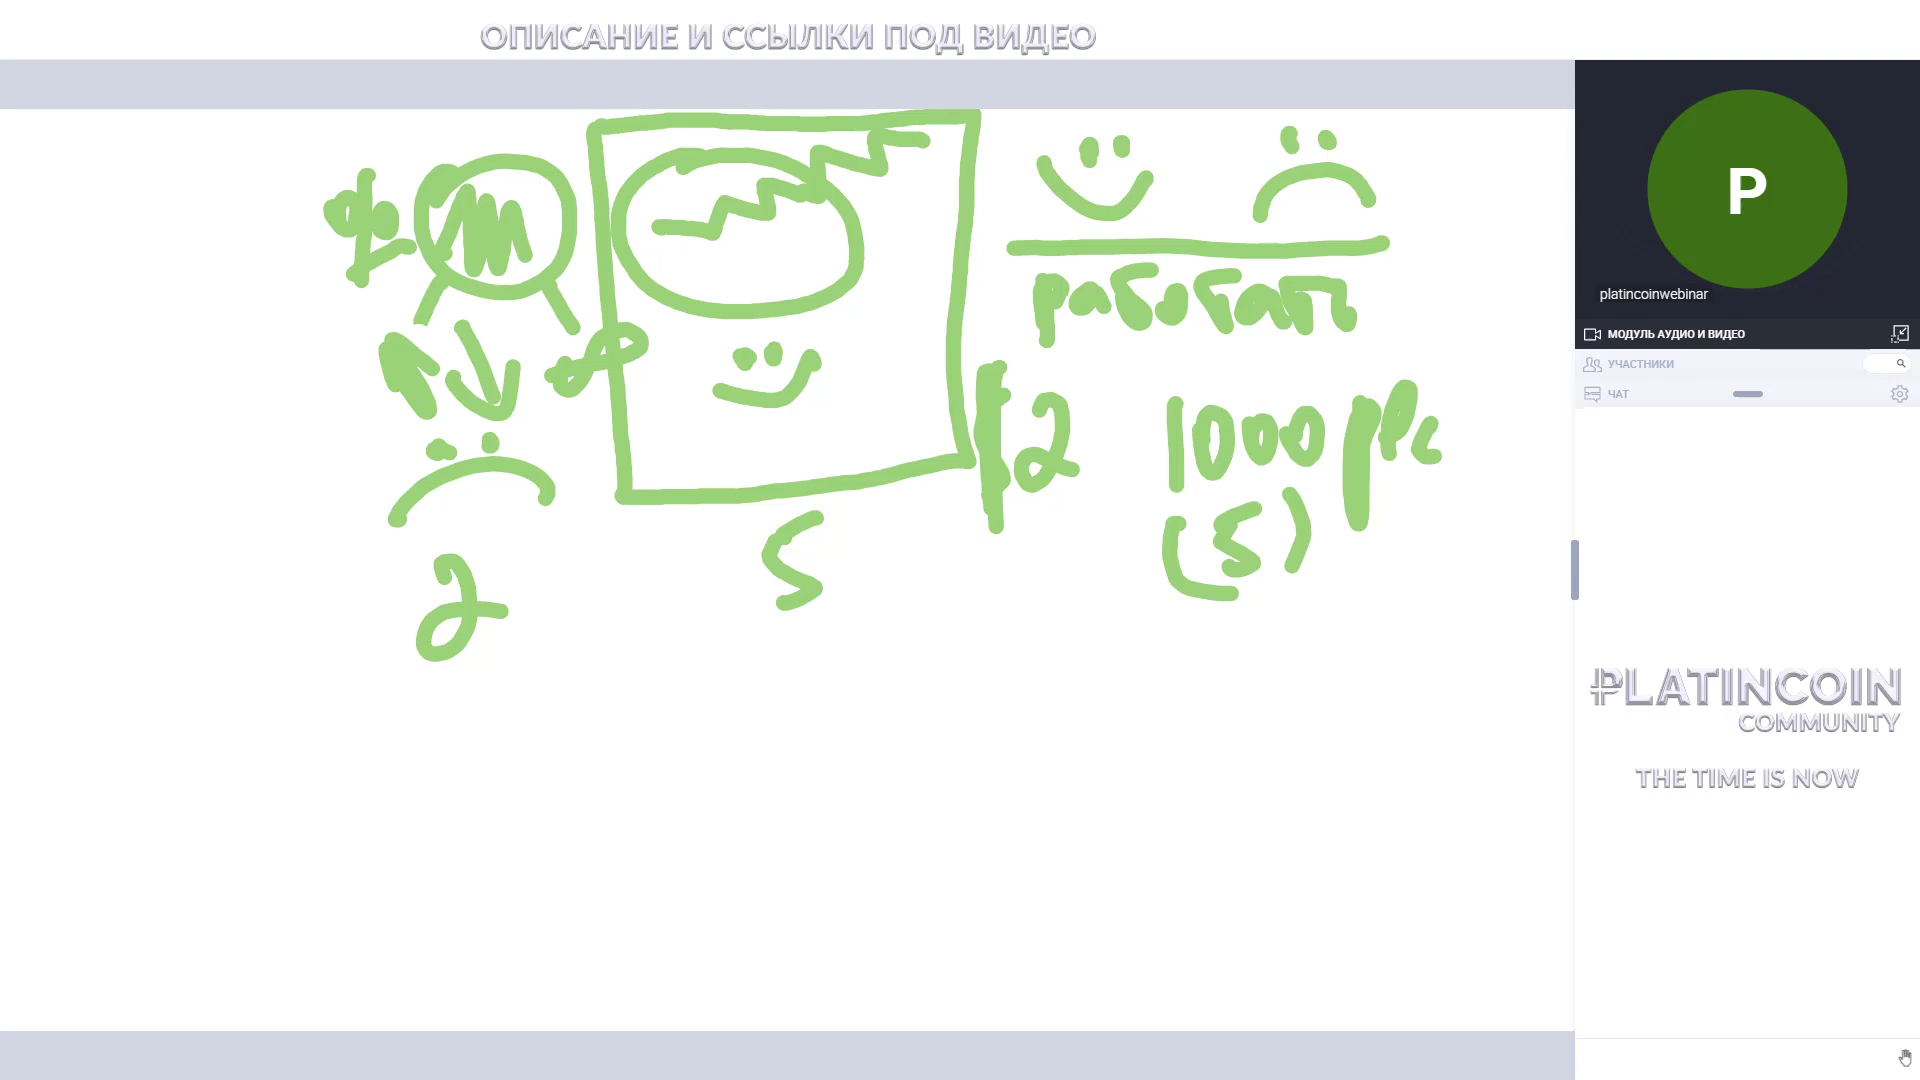 ОПИСАНИЕ И ССЫЛКИ ПОД ВИДЕО
P
platincoinwebinar
МОДУЛЬ АУДИО И ВИДЕО
УЧАСТНИКИ
ЧАТ
m
работать
2
1000
(5)
5
2
PLATINCOIN
COMMUNITY
THE TIME IS NOW